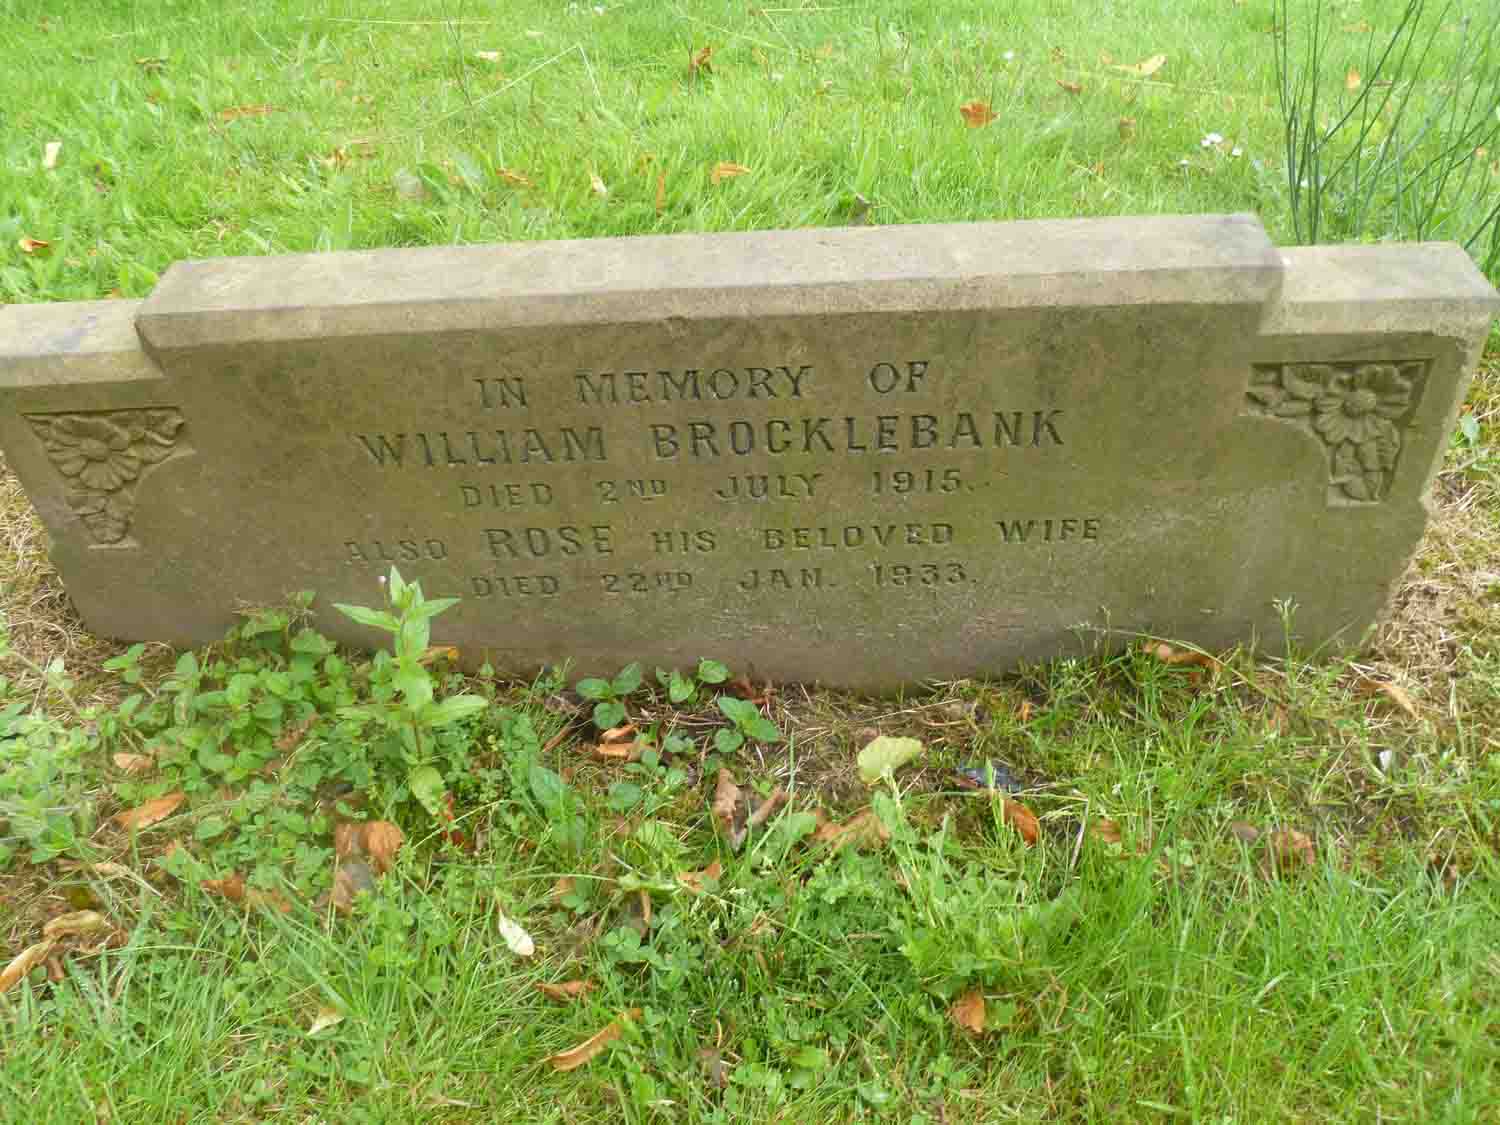 IN MEMORY OF
WILLIAM BROCKLEBANK
DIED 2ND JULY 1915.
ALSO ROSE HIS BELOVED WIFE
DIED 22ND JAN. 1933.